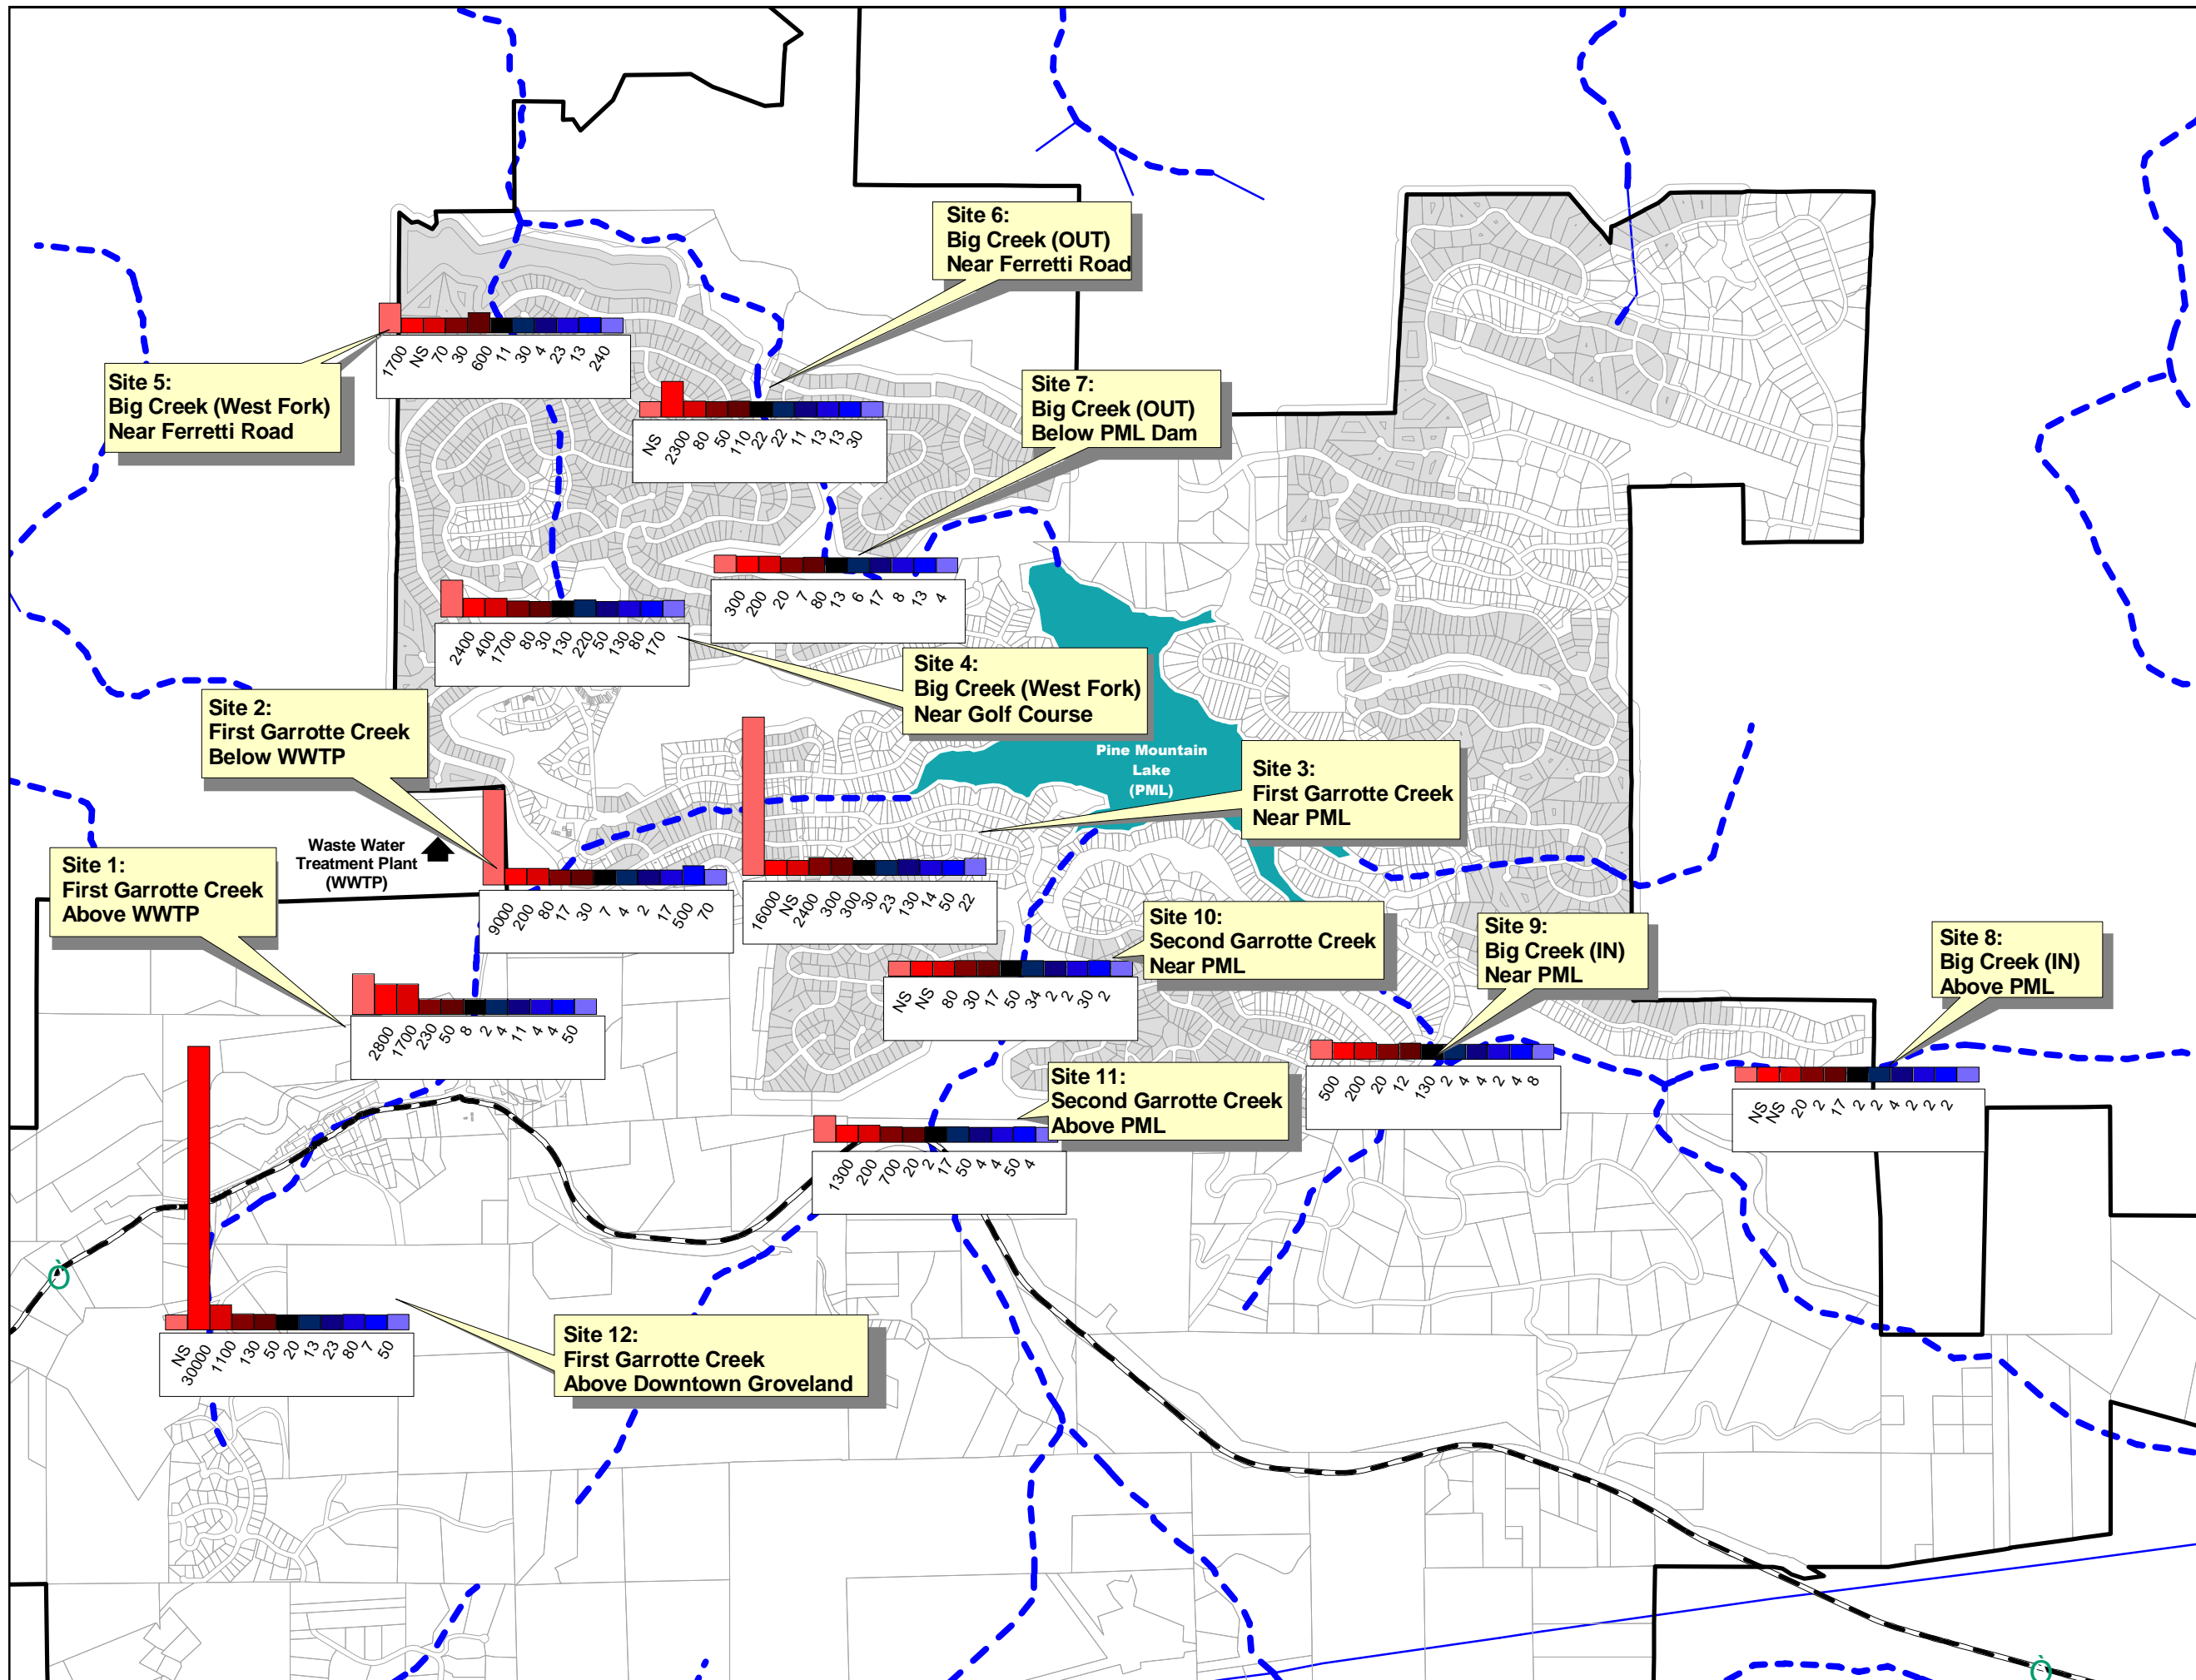 Site 6:
Big Creek (OUT)
Near Ferretti Road
1700
NS
70
30
600
11
30
4
23
13
240
Site 5:
Big Creek (West Fork)
Near Ferretti Road
NS
2300
80
50
110
22
22
11
13
13
30
Site 7:
Big Creek (OUT)
Below PML Dam
300
200
20
7
80
13
6
17
8
13
4
2400
400
1700
80
30
130
220
50
130
80
170
Site 4:
Big Creek (West Fork)
Near Golf Course
Site 2:
First Garrotte Creek
Below WWTP
Pine Mountain
Lake
(PML)
Site 3:
First Garrotte Creek
Near PML
Waste Water
Treatment Plant
(WWTP)
Site 1:
First Garrotte Creek
Above WWTP
9000
2000
80
17
30
7
4
2
17
500
70
16000
NS
2400
300
300
30
23
130
14
50
22
Site 10:
Second Garrotte Creek
Near PML
Site 9:
Big Creek (IN)
Near PML
Site 8:
Big Creek (IN)
Above PML
NS
NS
80
30
17
50
34
2
2
30
2
2800
1700
230
50
8
2
4
11
4
4
50
Site 11:
Second Garrotte Creek
Above PML
500
200
20
12
130
2
4
4
2
4
8
NS
NS
20
2
17
2
2
4
2
2
2
1300
200
700
20
2
17
50
4
4
50
4
NS
30000
1100
130
50
20
13
23
80
7
50
Site 12:
First Garrotte Creek
Above Downtown Groveland